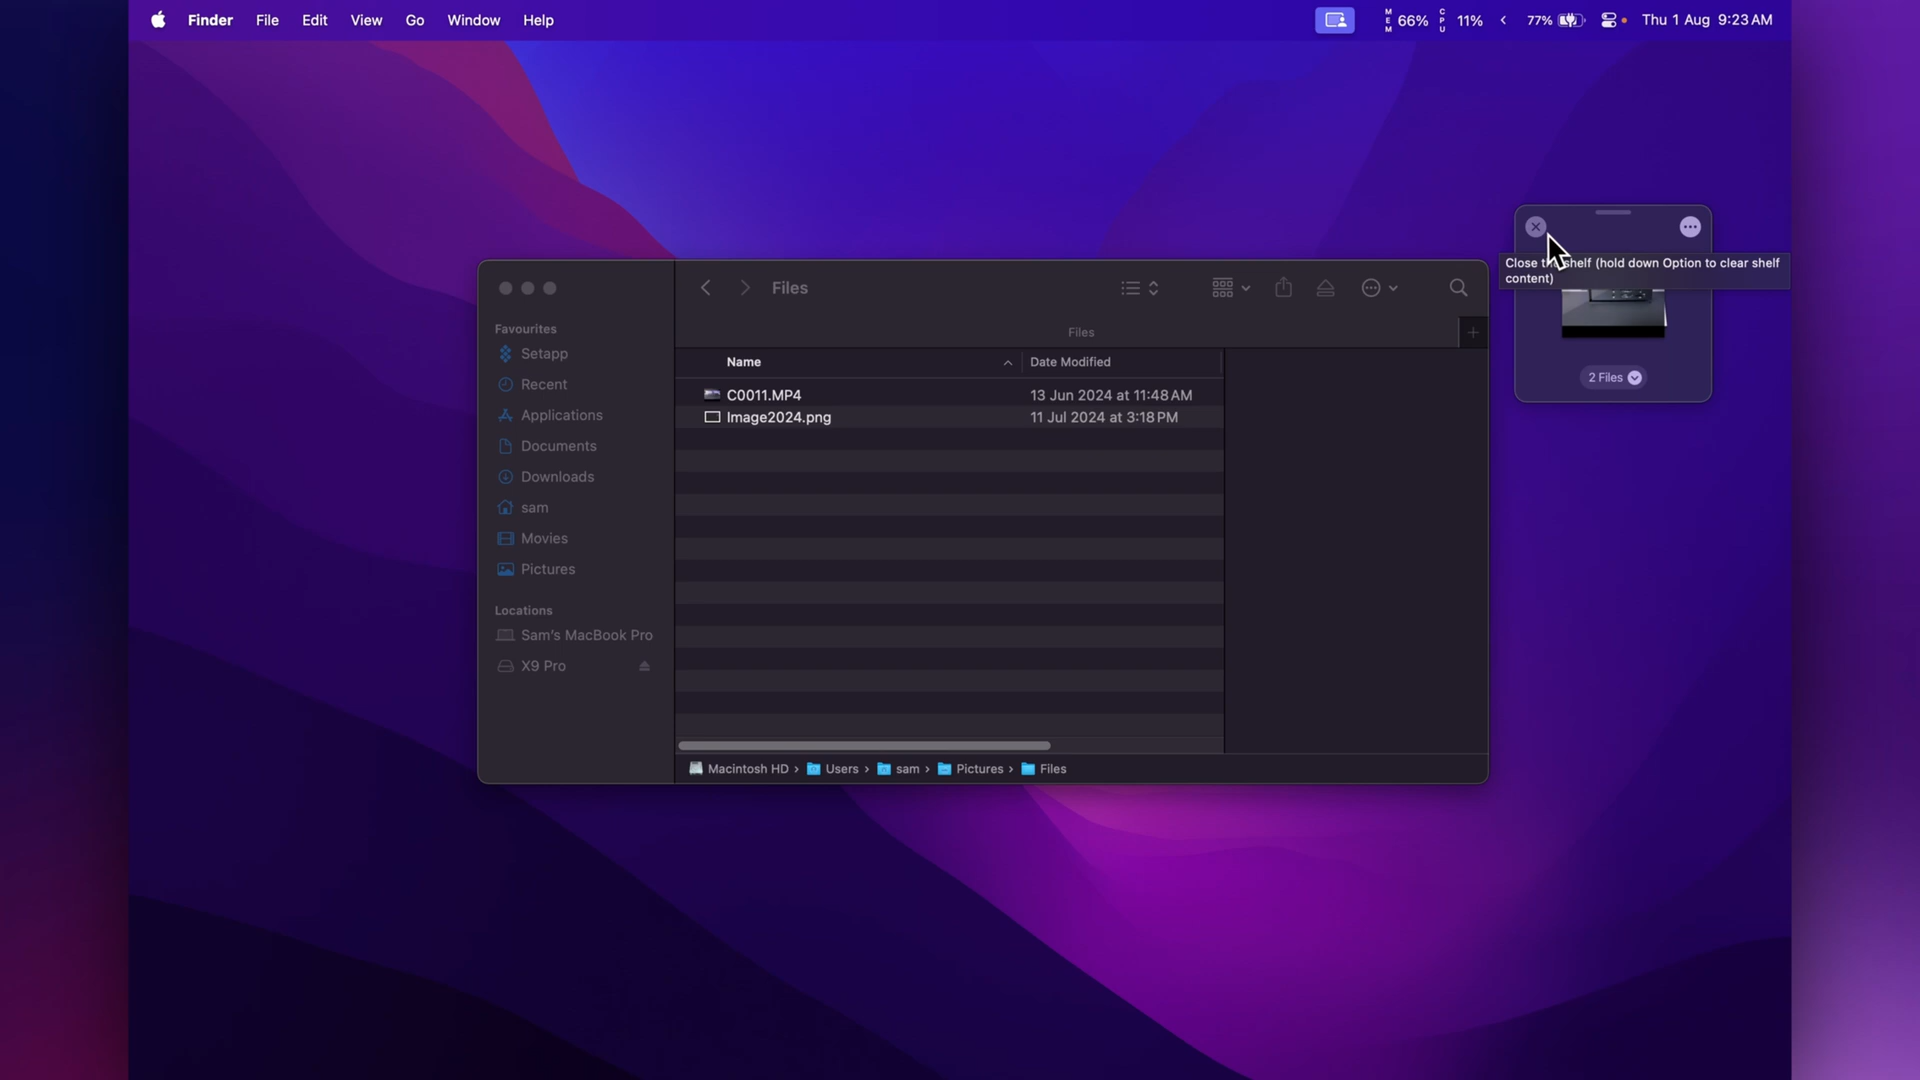 Finder File Edit View Go Window Help MEM 66% CPU 11% 77% Thu 1 Aug 9:23 AM
Close th shelf (hold down Option to clear shelf
content)
2 Files
Files
Files
Favourites
Setapp
Recent
Applications
Documents
Downloads
sam
Movies
Pictures
Locations
Sam's MacBook Pro
X9 Pro
Name Date Modified
C0011.MP4 13 Jun 2024 at 11:48 AM
Image2024.png 11 Jul 2024 at 3:18 PM
Macintosh HD › Users › sam › Pictures › Files